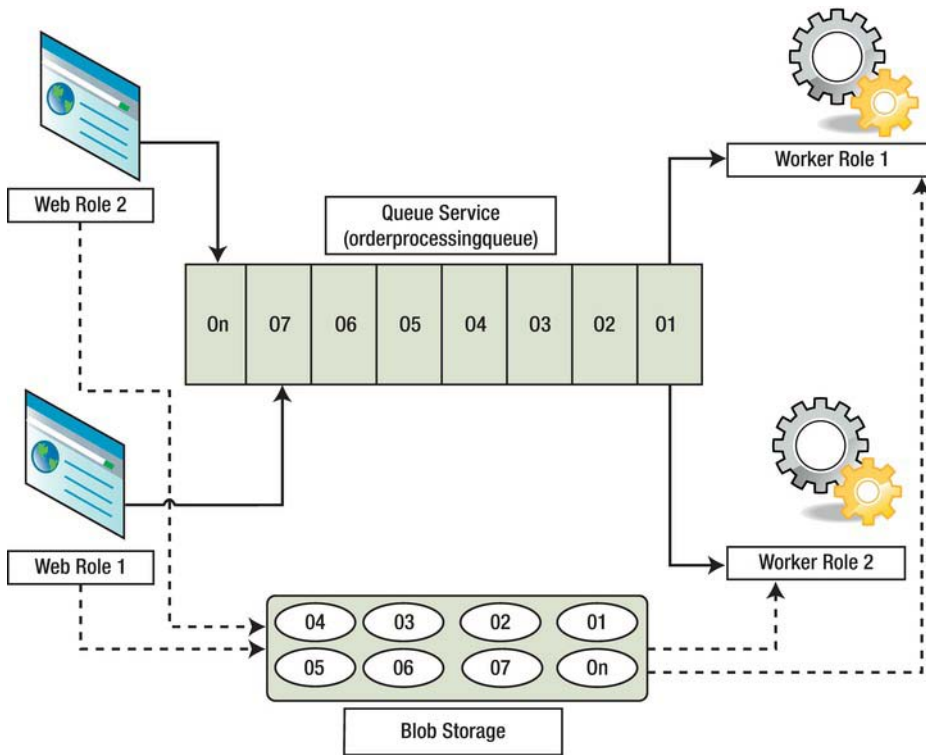 Worker Role 1
Web Role 2
Queue Service
(orderprocessingqueue)
On 07 06 05 04 03 02 01
Web Role 1
Worker Role 2
04 03 02 01
05 06 07 On
Blob Storage